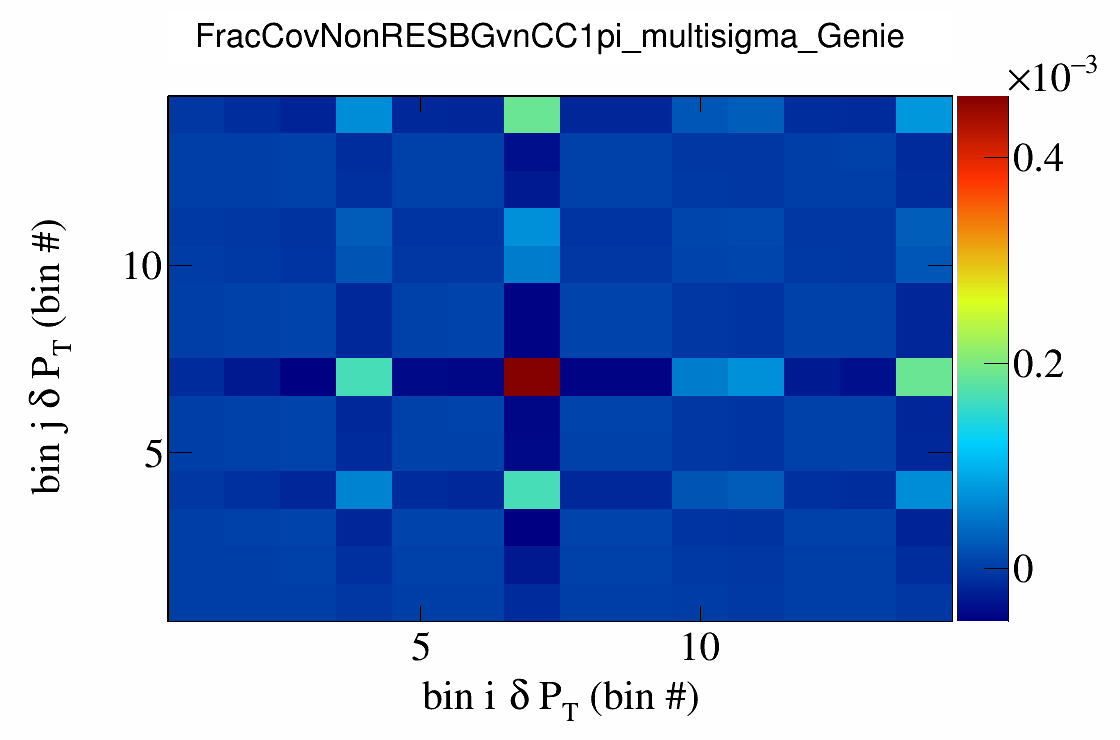 FracCovNonRESBGvnCC1pi_multisigma_Genie
×10⁻³
0.4
0.2
0
10
5
bin j δ P_T (bin #)
5 10
bin i δ P_T (bin #)